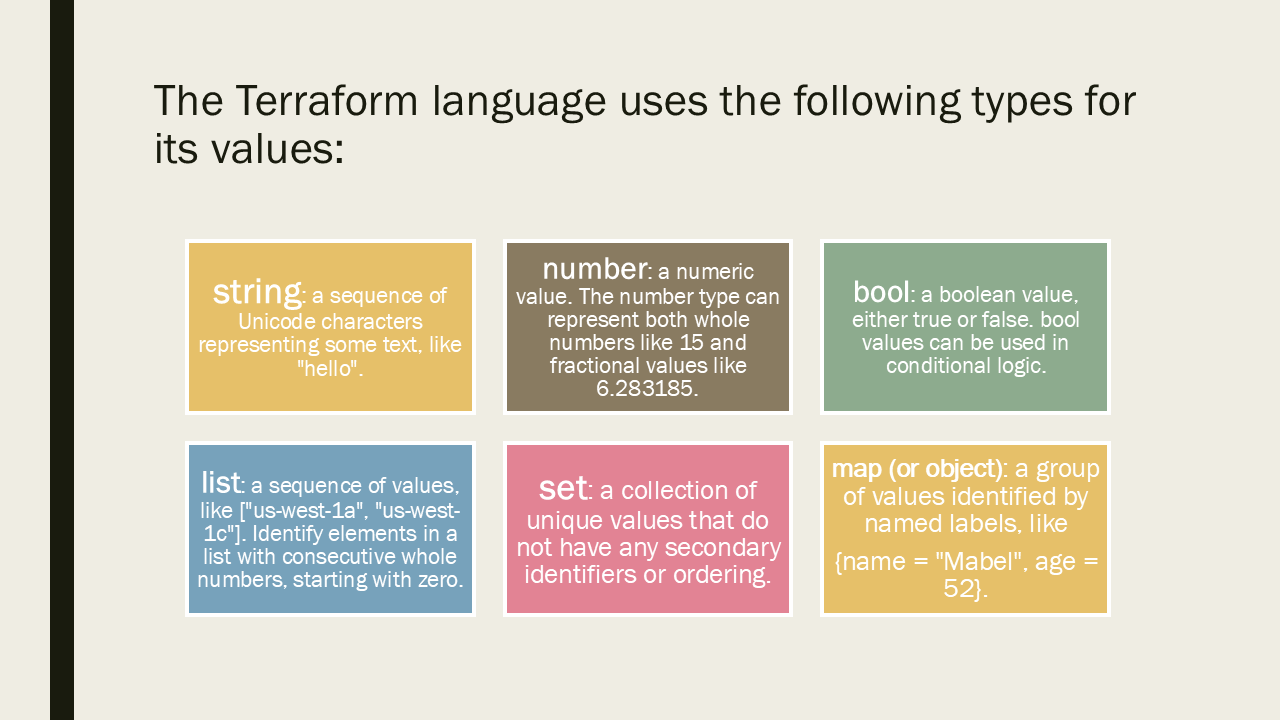 The Terraform language uses the following types for
its values:
string: a sequence of
Unicode characters
representing some text, like
"hello".
number: a numeric
value. The number type can
represent both whole
numbers like 15 and
fractional values like
6.283185.
bool: a boolean value,
either true or false. bool
values can be used in
conditional logic.
list: a sequence of values,
like ["us-west-1a", "us-west-
1c"]. Identify elements in a
list with consecutive whole
numbers, starting with zero.
set: a collection of
unique values that do
not have any secondary
identifiers or ordering.
map (or object): a group
of values identified by
named labels, like
{name = "Mabel", age =
52}.